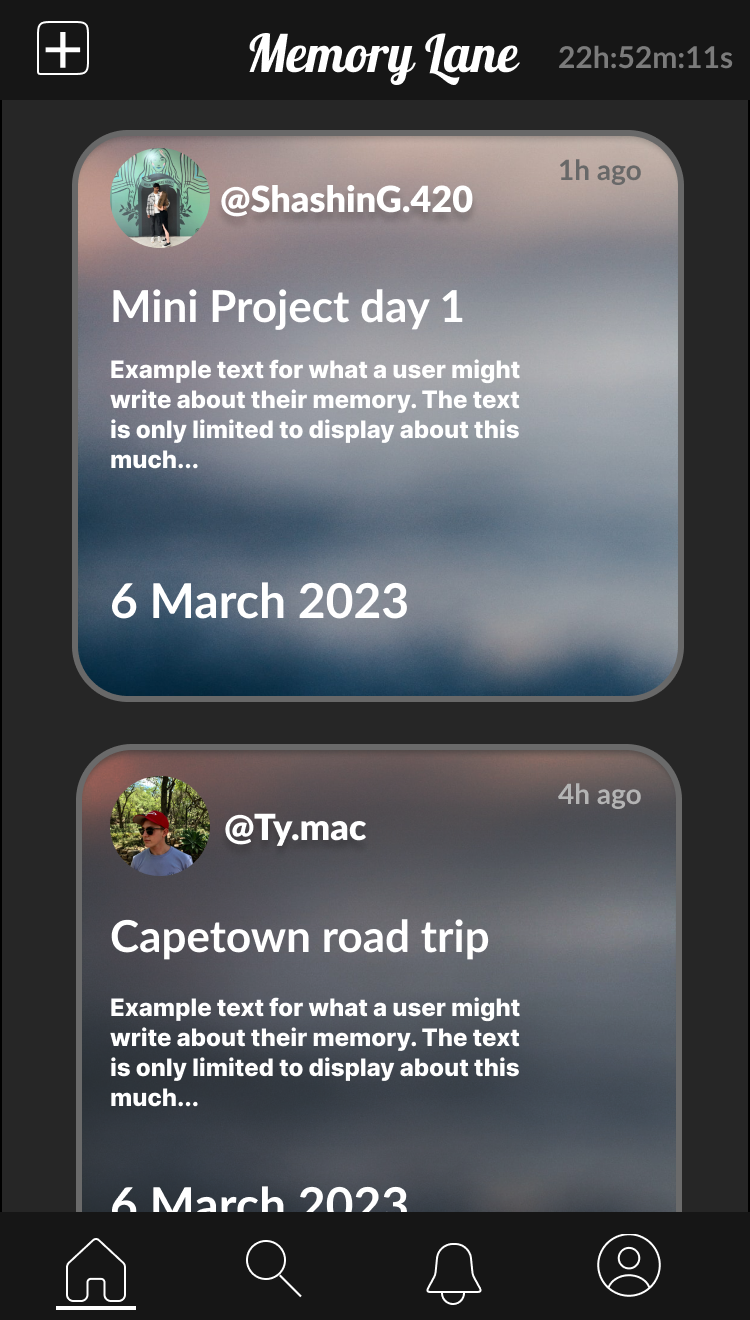 Memory Lane
22h:52m:11s
@ShashinG.420
1h ago
Mini Project day 1
Example text for what a user might
write about their memory. The text
is only limited to display about this
much...
6 March 2023
@Ty.mac
4h ago
Capetown road trip
Example text for what a user might
write about their memory. The text
is only limited to display about this
much...
6 March 2023